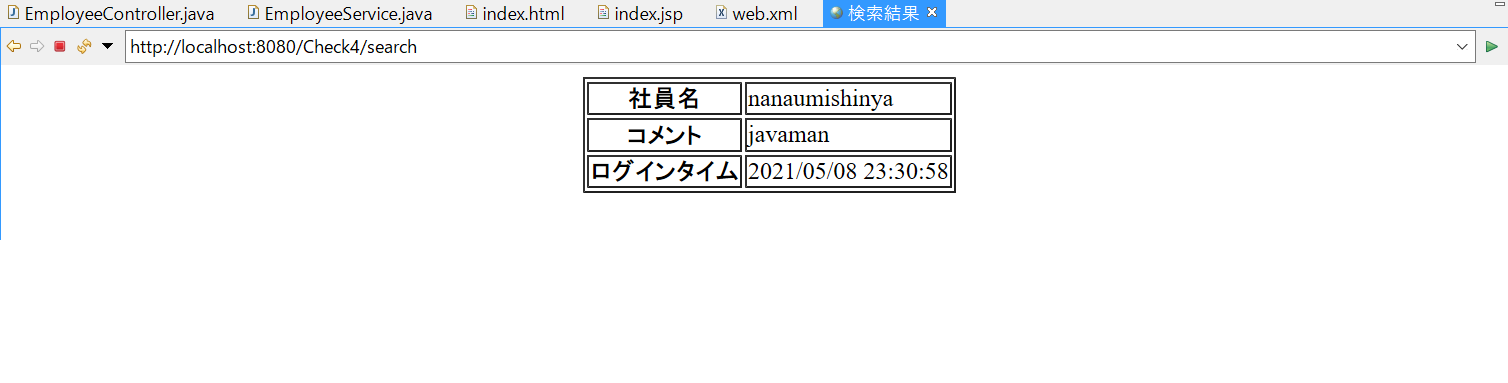 EmployeeController.java EmployeeService.java index.html index.jsp web.xml 検索結果
http://localhost:8080/Check4/search
社員名 nanaumishinya
コメント javaman
ログインタイム 2021/05/08 23:30:58